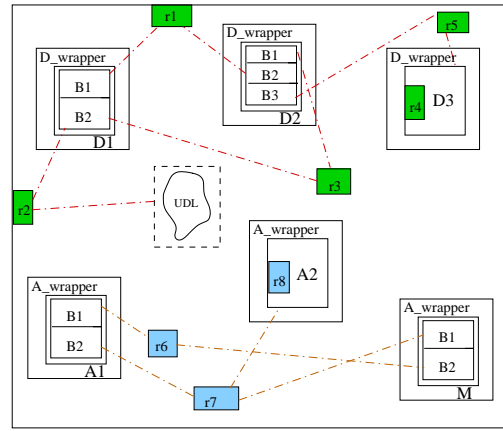 r1
r5
D_wrapper
B1
B2
D1
D_wrapper
B1
B2
B3
D2
D_wrapper
r4
D3
r2
UDL
r3
A_wrapper
r8
A2
A_wrapper
B1
B2
A1
r6
r7
A_wrapper
B1
B2
M